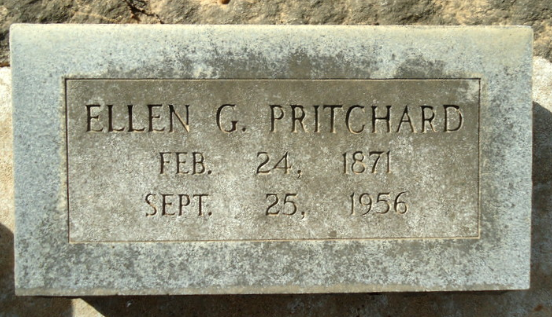 ELLEN G. PRITCHARD
FEB. 24, 1871
SEPT. 25, 1956